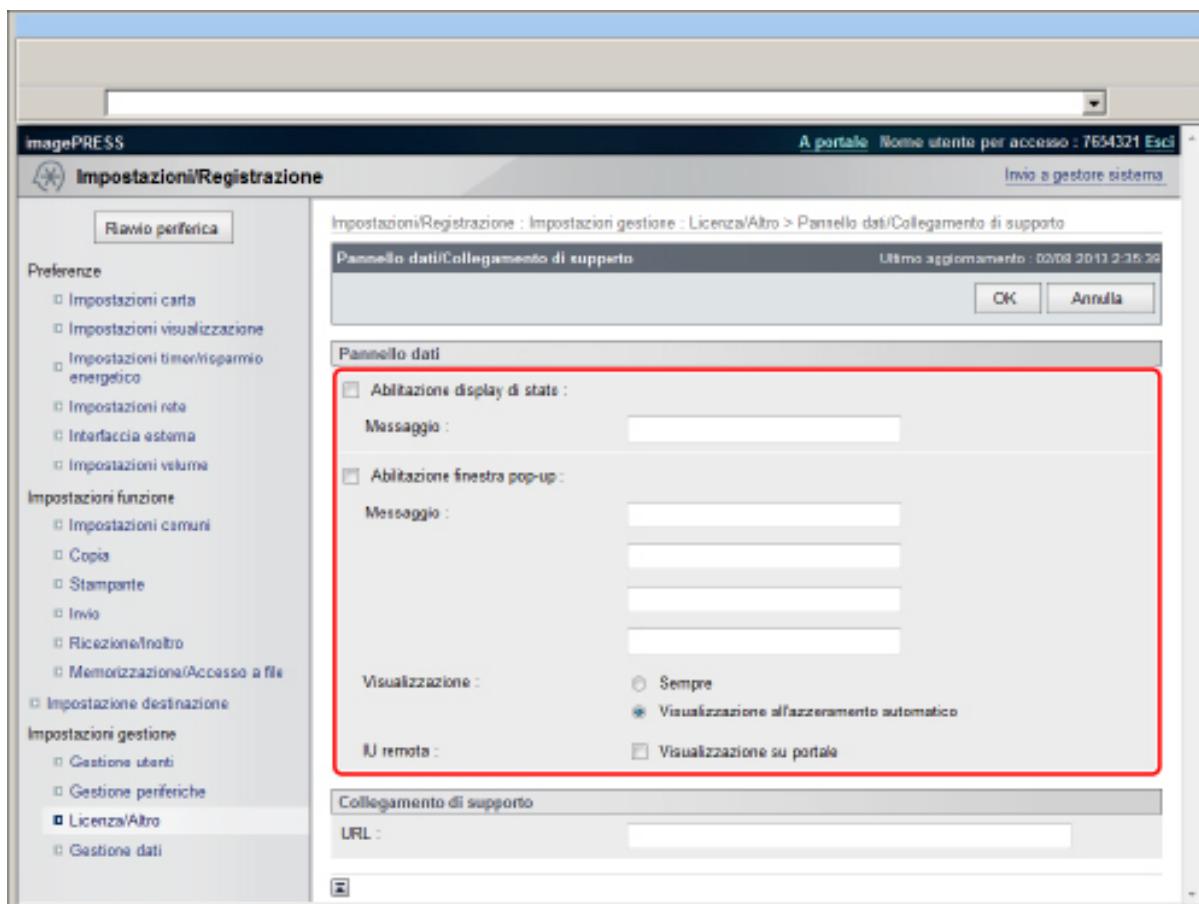 imagePRESS
A portale Nome utente per accesso : 7654321 Esci
Impostazioni/Registrazione
Invio a gestore sistema
Riavvio periferica
Preferenze
Impostazioni carta
Impostazioni visualizzazione
Impostazioni timer/risparmio
energetico
Impostazioni rete
Interfaccia esterna
Impostazioni volume
Impostazioni funzione
Impostazioni comuni
Copia
Stampante
Invio
Ricezione/Inoltro
Memorizzazione/Accesso a file
Impostazione destinazione
Impostazioni gestione
Gestione utenti
Gestione periferiche
Licenza/Altro
Gestione dati
Impostazioni/Registrazione : Impostazioni gestione : Licenza/Altro > Pannello dati/Collegamento di supporto
Pannello dati/Collegamento di supporto
Ultimo aggiornamento : 02/08 2013 2:35:39
OK
Annulla
Pannello dati
Abilitazione display di stato :
Messaggio :
Abilitazione finestra pop-up :
Messaggio :
Visualizzazione :
Sempre
Visualizzazione all'azzeramento automatico
IU remota :
Visualizzazione su portale
Collegamento di supporto
URL :